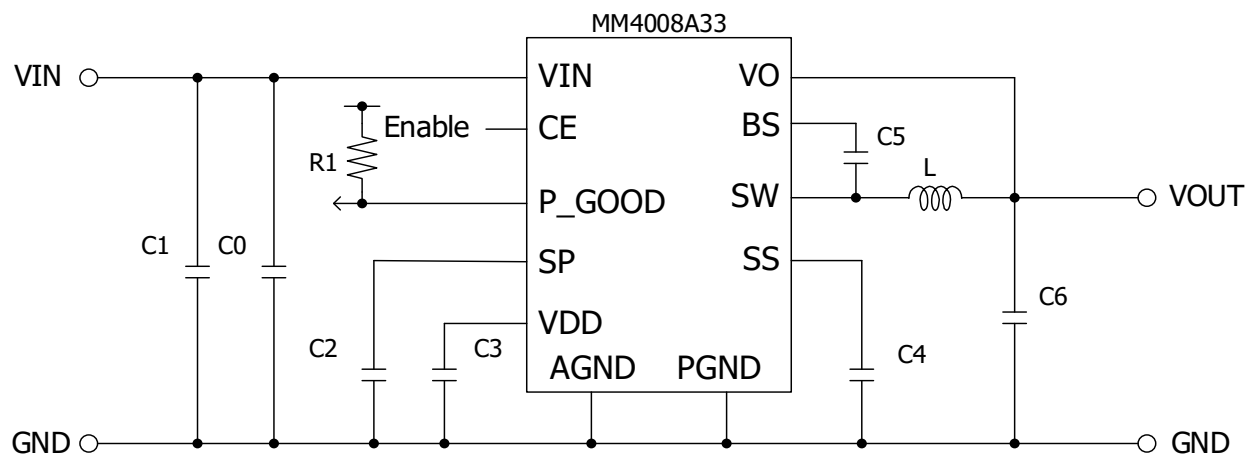 MM4008A33
VIN
VIN
VO
Enable
CE
BS
C5
R1
L
P_GOOD
SW
VOUT
C1
C0
SP
SS
C6
VDD
C2
C3
AGND
PGND
C4
GND
GND